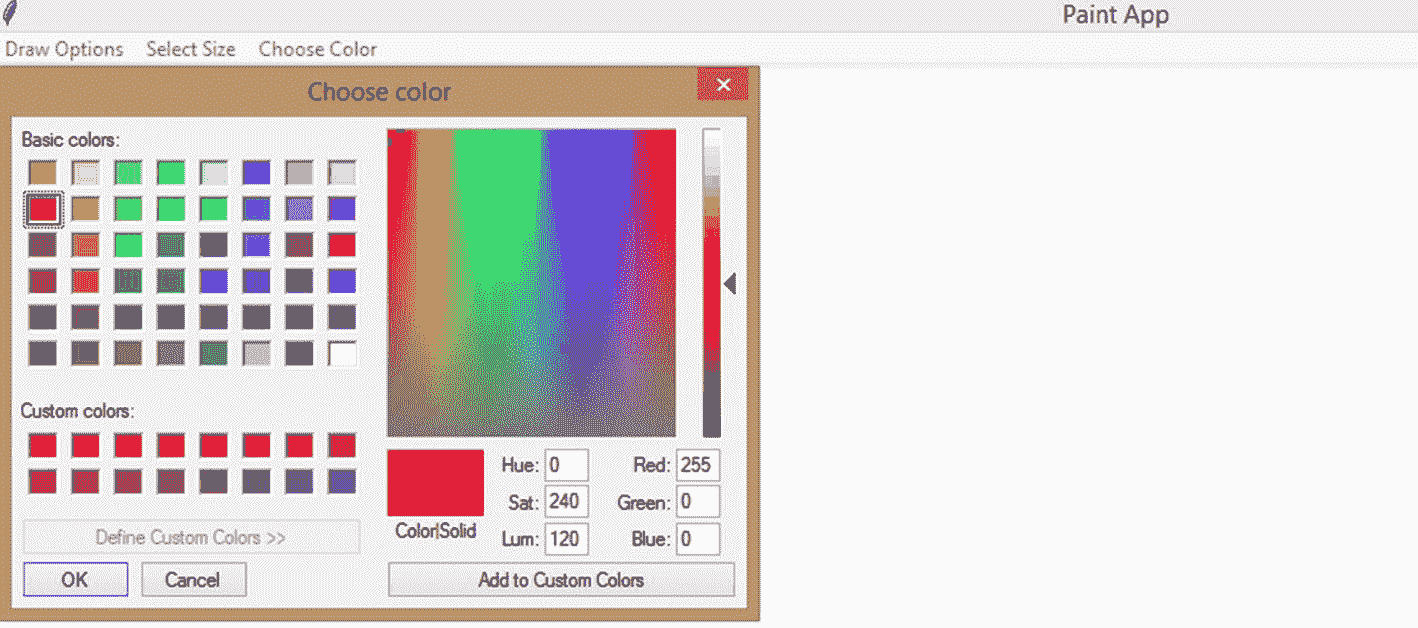 Paint App
Draw Options Select Size Choose Color
Choose color
Basic colors:
Custom colors:
Hue: 0 Red: 255
Sat: 240 Green: 0
Color|Solid
Lum: 120 Blue: 0
Define Custom Colors >>
OK Cancel Add to Custom Colors